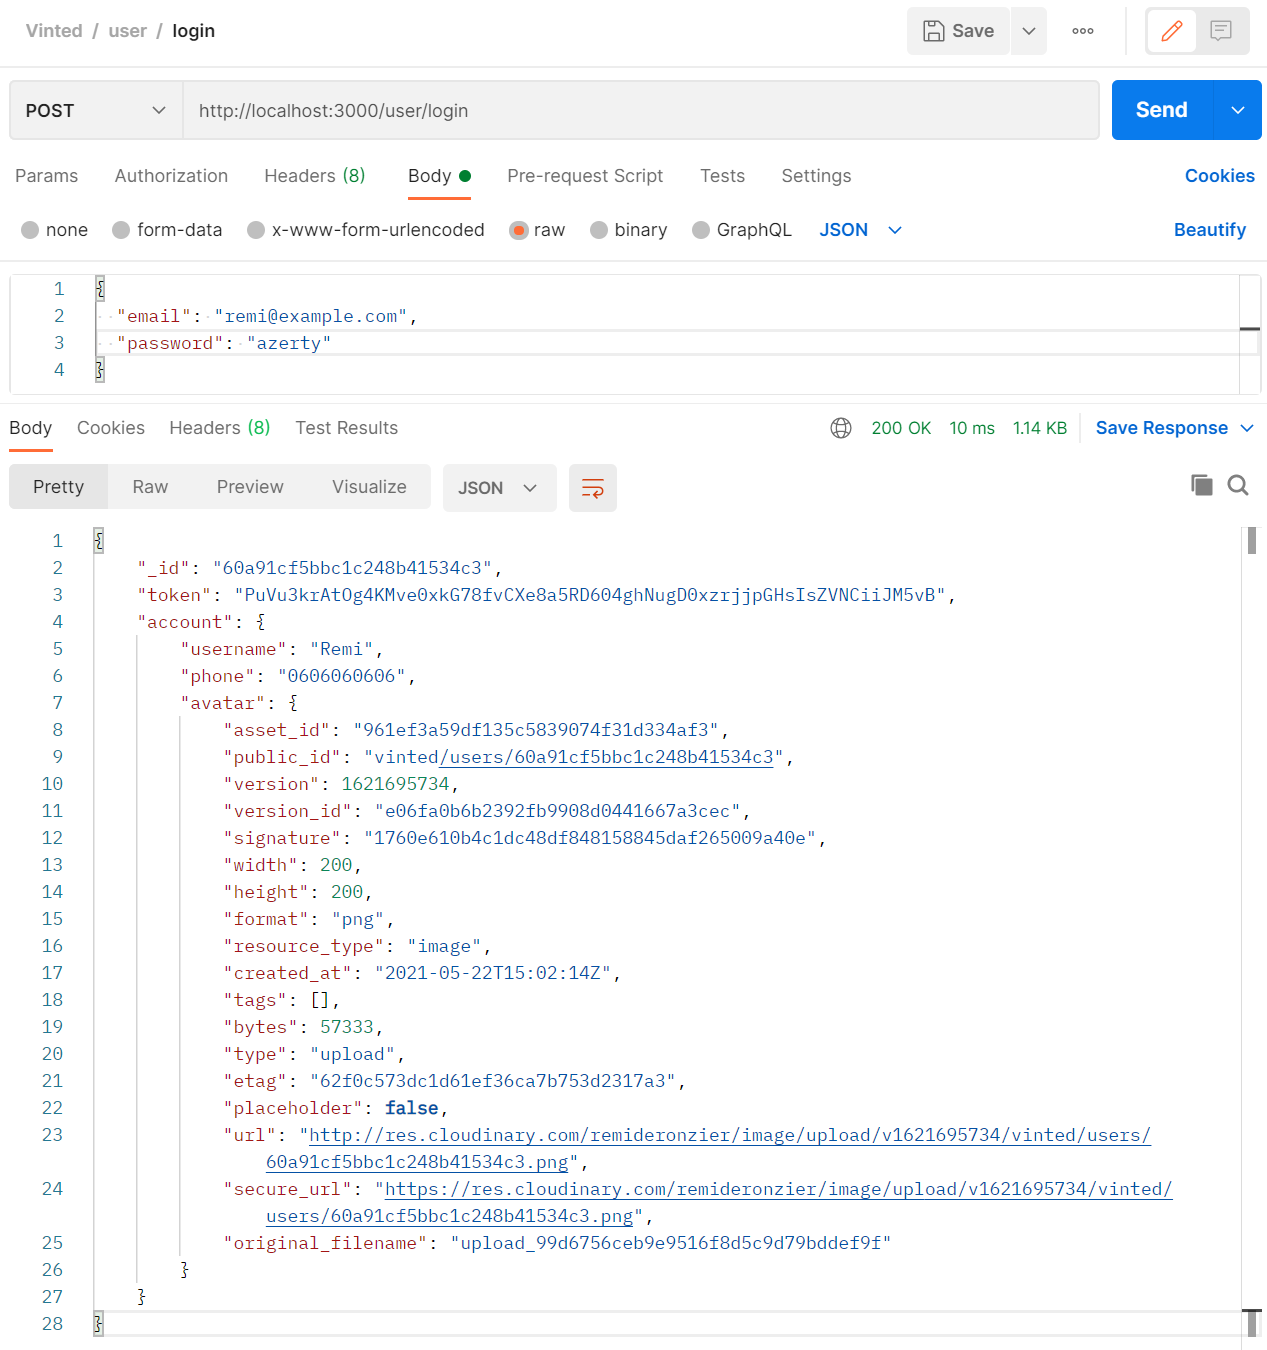 Vinted / user / login
Save
POST
http://localhost:3000/user/login
Send
Params Authorization Headers (8) Body Pre-request Script Tests Settings Cookies
none form-data x-www-form-urlencoded raw binary GraphQL JSON Beautify
1 {
2 "email": "remi@example.com",
3 "password": "azerty"
4 }
Body Cookies Headers (8) Test Results 200 OK 10 ms 1.14 KB Save Response
Pretty Raw Preview Visualize JSON
1 {
2 "_id": "60a91cf5bbc1c248b41534c3",
3 "token": "PuVu3krAtOg4KMve0xkG78fvCXe8a5RD604ghNugD0xzrjjpGHsIsZVNCiiJM5vB",
4 "account": {
5 "username": "Remi",
6 "phone": "0606060606",
7 "avatar": {
8 "asset_id": "961ef3a59df135c5839074f31d334af3",
9 "public_id": "vinted/users/60a91cf5bbc1c248b41534c3",
10 "version": 1621695734,
11 "version_id": "e06fa0b6b2392fb9908d0441667a3cec",
12 "signature": "1760e610b4c1dc48df848158845daf265009a40e",
13 "width": 200,
14 "height": 200,
15 "format": "png",
16 "resource_type": "image",
17 "created_at": "2021-05-22T15:02:14Z",
18 "tags": [],
19 "bytes": 57333,
20 "type": "upload",
21 "etag": "62f0c573dc1d61ef36ca7b753d2317a3",
22 "placeholder": false,
23 "url": "http://res.cloudinary.com/remideronzier/image/upload/v1621695734/vinted/users/
60a91cf5bbc1c248b41534c3.png",
24 "secure_url": "https://res.cloudinary.com/remideronzier/image/upload/v1621695734/vinted/
users/60a91cf5bbc1c248b41534c3.png",
25 "original_filename": "upload_99d6756ceb9e9516f8d5c9d79bddef9f"
26 }
27 }
28 }